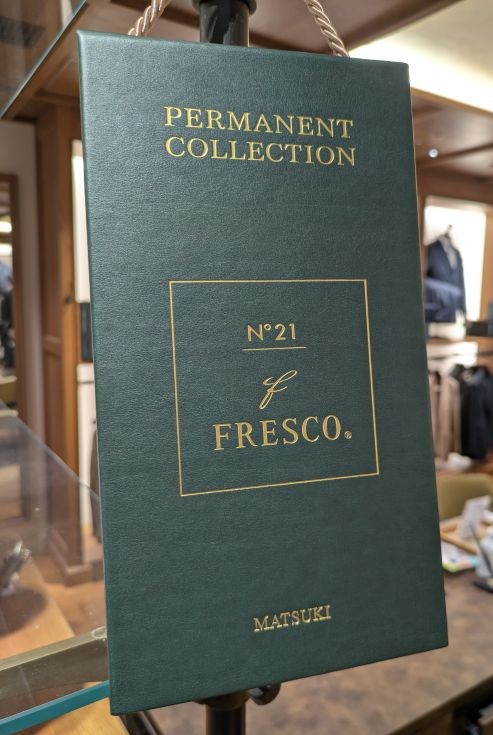 PERMANENT
COLLECTION
N°21
f
FRESCO®
MATSUKI